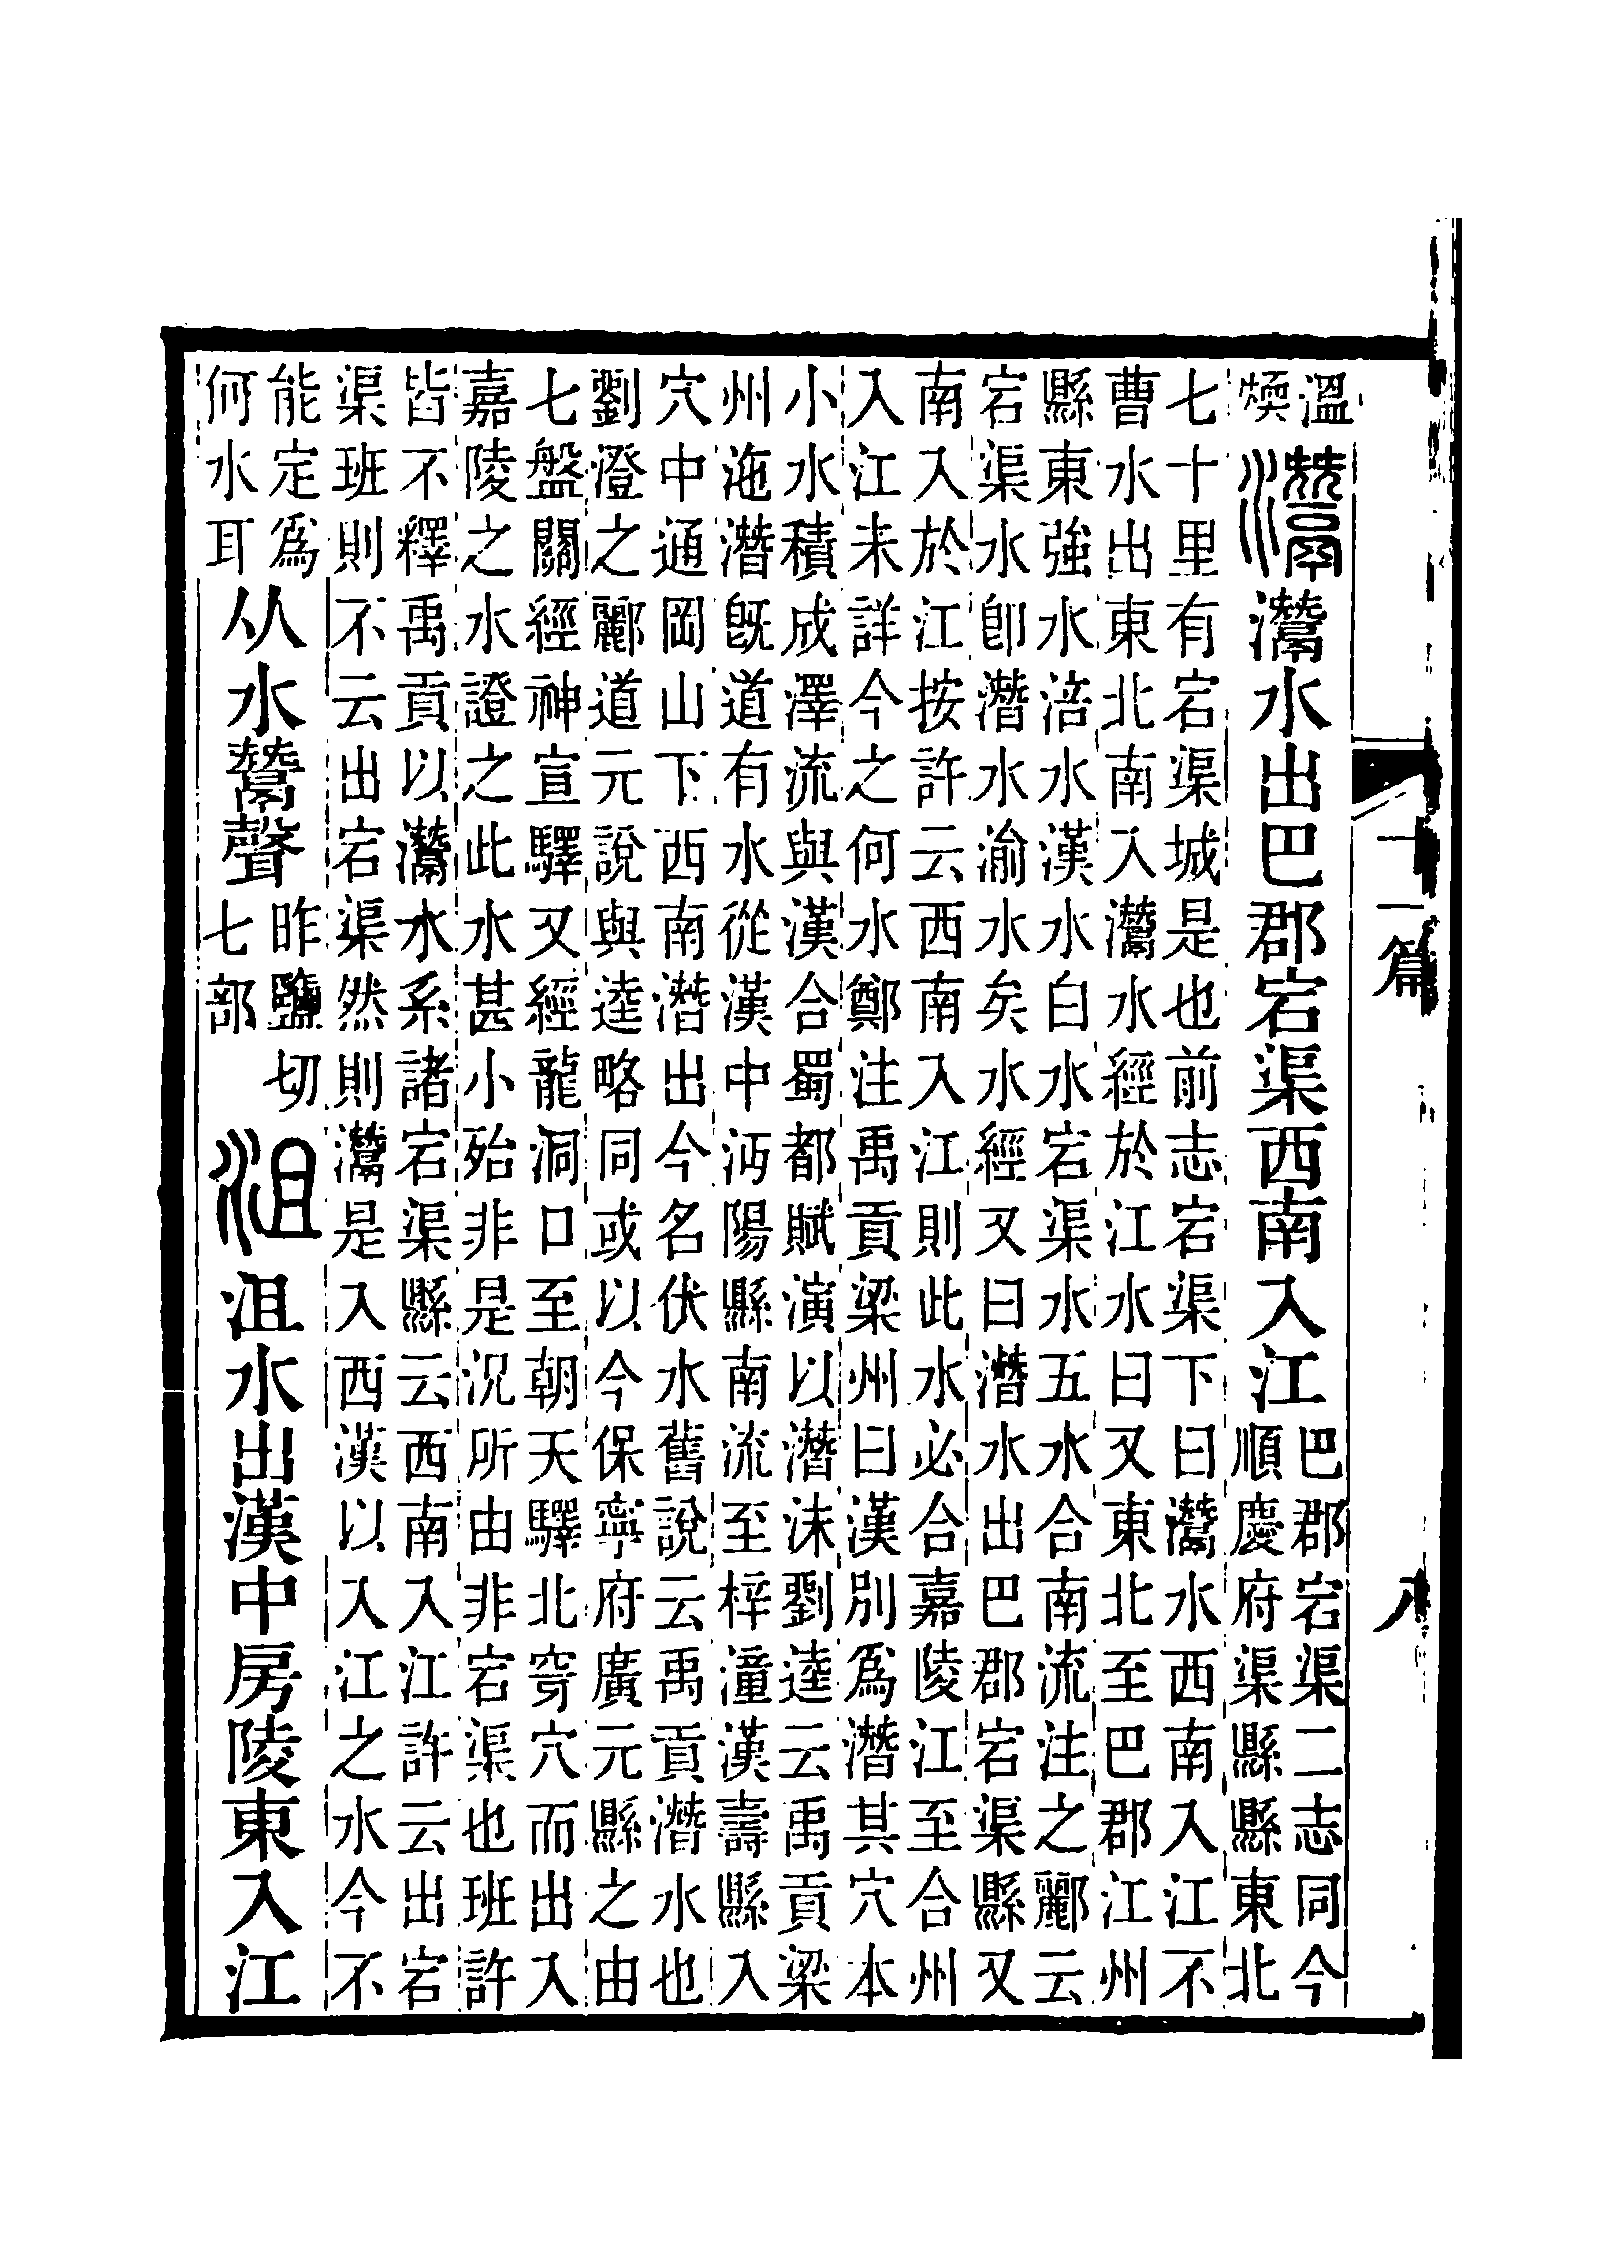 溫
煗
灊
灊水出巴郡宕渠西南入江
巴郡宕渠二志同今
順慶府渠縣縣東北
七十里有宕渠城是也前志宕渠下曰灊水西南入江不
曹水出東北南入灊水經於江水曰又東北至巴郡江州
縣東強水涪水漢水白水宕渠水五水合南流注之酈云
宕渠水卽潛水渝水矣水經又曰潛水出巴郡宕渠縣又
南入於江按許云西南入江則此水必合嘉陵江至合州
入江未詳今之何水鄭注禹貢梁州曰漢別爲潛其穴本
小水積成澤流與漢合蜀都賦演以潛沬劉逵云禹貢梁
州沲潛旣道有水從漢中沔陽縣南流至梓潼漢壽縣入
穴中通岡山下西南潛出今名伏水舊說云禹貢潛水也
劉澄之酈道元說與逵略同或以今保寧府廣元縣之由
七盤關經神宣驛又經龍洞口至朝天驛北穿穴而出入
嘉陵之水證之此水甚小殆非是況所由非宕渠也班許
皆不釋禹貢以灊水系諸宕渠縣云西南入江許云出宕
渠班則不云出宕渠然則灊是入西漢以入江之水今不
能定爲
何水耳
从水鬵聲
昨鹽切
七部
沮
沮水出漢中房陵東入江
十一篇
八